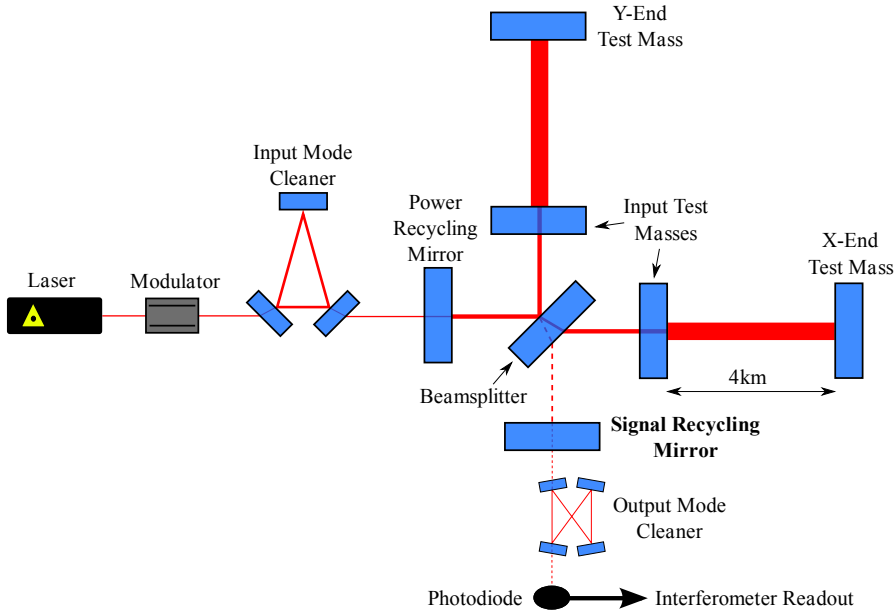 Y-End
Test Mass
Input Mode
Cleaner
Power
Recycling
Mirror
Input Test
Masses
X-End
Test Mass
Laser
Modulator
Beamsplitter
4km
Signal Recycling
Mirror
Output Mode
Cleaner
Photodiode
Interferometer Readout